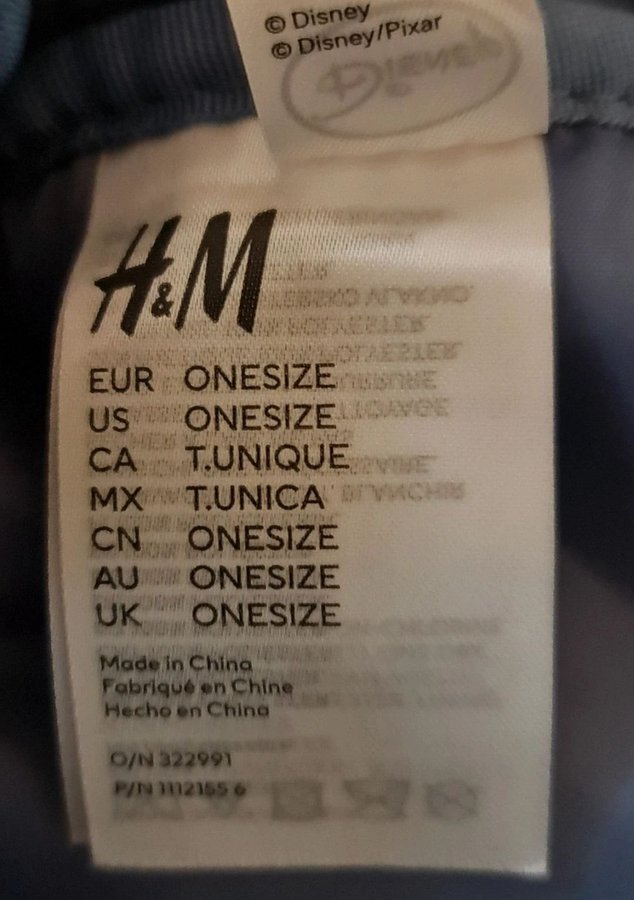 © Disney
© Disney/Pixar
Disney
H&M
EUR ONESIZE
US ONESIZE
CA T.UNIQUE
MX T.UNICA
CN ONESIZE
AU ONESIZE
UK ONESIZE
Made in China
Fabriqué en Chine
Hecho en China
O/N 322991
P/N 1112155 6